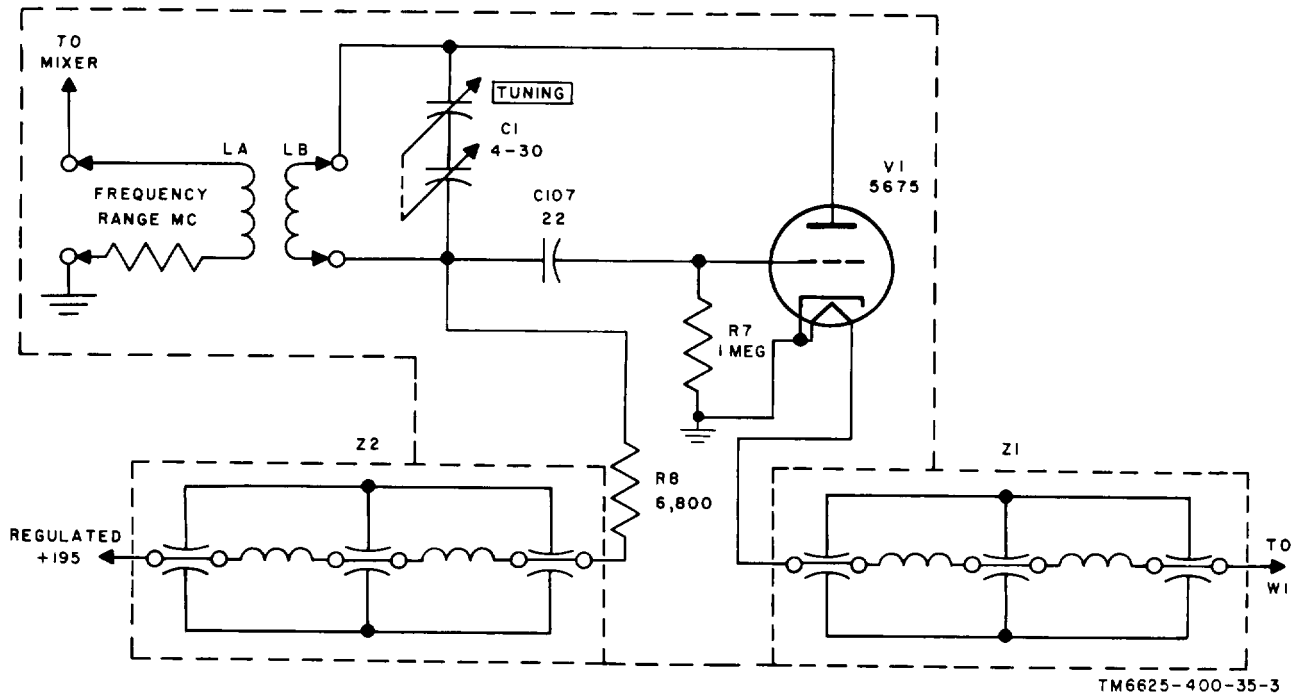 TO
MIXER
TUNING
C1
4-30
LA
LB
FREQUENCY
RANGE MC
C107
22
V1
5675
R7
1 MEG
Z2
R8
6,800
Z1
REGULATED
+195
TO
W1
TM6625-400-35-3